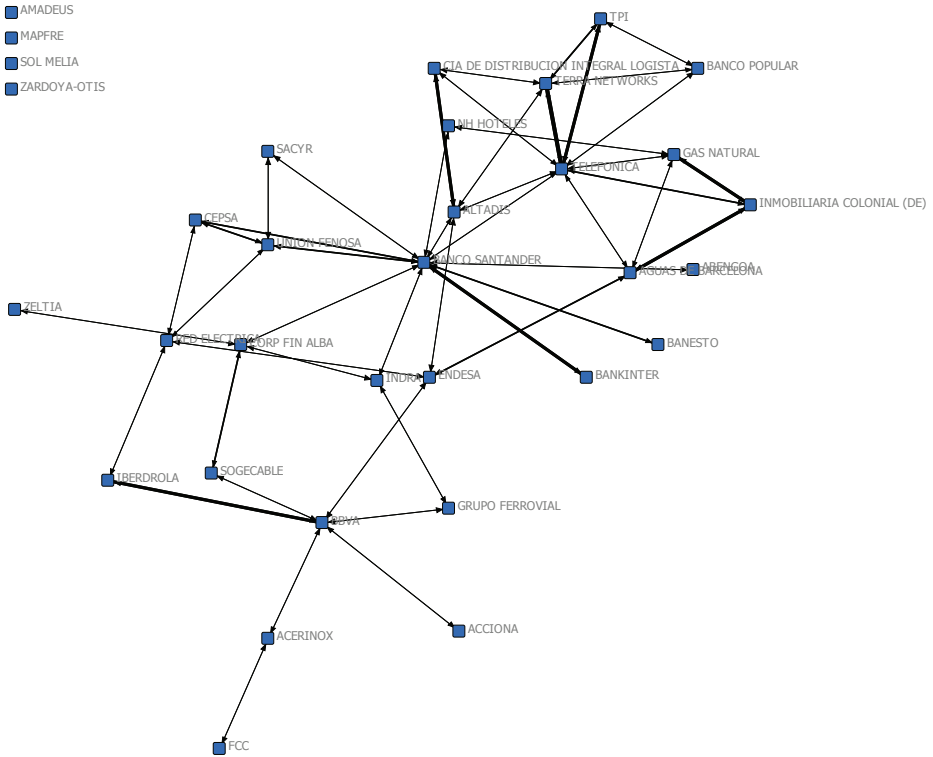 AMADEUS
MAPFRE
SOL MELIA
ZARDOYA-OTIS
TPI
CIA DE DISTRIBUCION INTEGRAL LOGISTA
BANCO POPULAR
TERRA NETWORKS
NH HOTELES
SACYR
GAS NATURAL
TELEFONICA
INMOBILIARIA COLONIAL (DE)
ALTADIS
CEPSA
UNION FENOSA
BANCO SANTANDER
ABENGOA
AGUAS DE BARCELONA
ZELTIA
RED ELECTRICA
CORP FIN ALBA
BANESTO
INDRA
ENDESA
BANKINTER
SOGECABLE
IBERDROLA
GRUPO FERROVIAL
BBVA
ACCIONA
ACERINOX
FCC